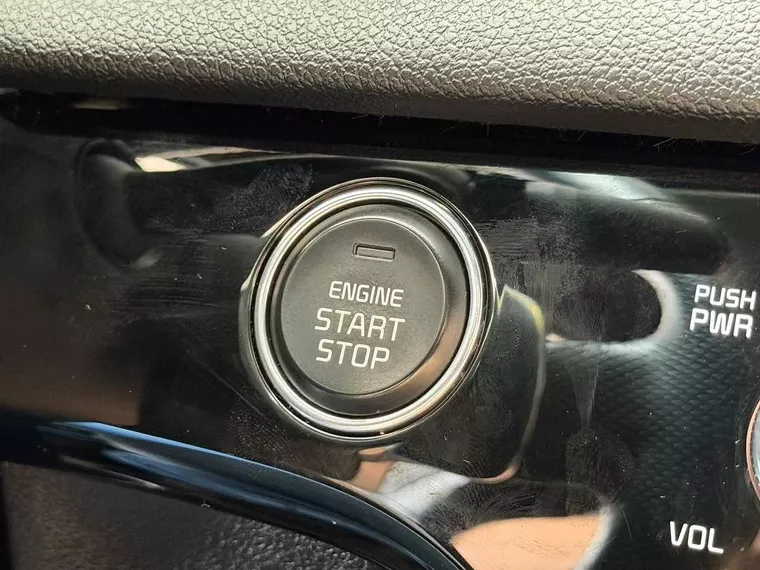 ENGINE
START
STOP
PUSH
PWR
VOL